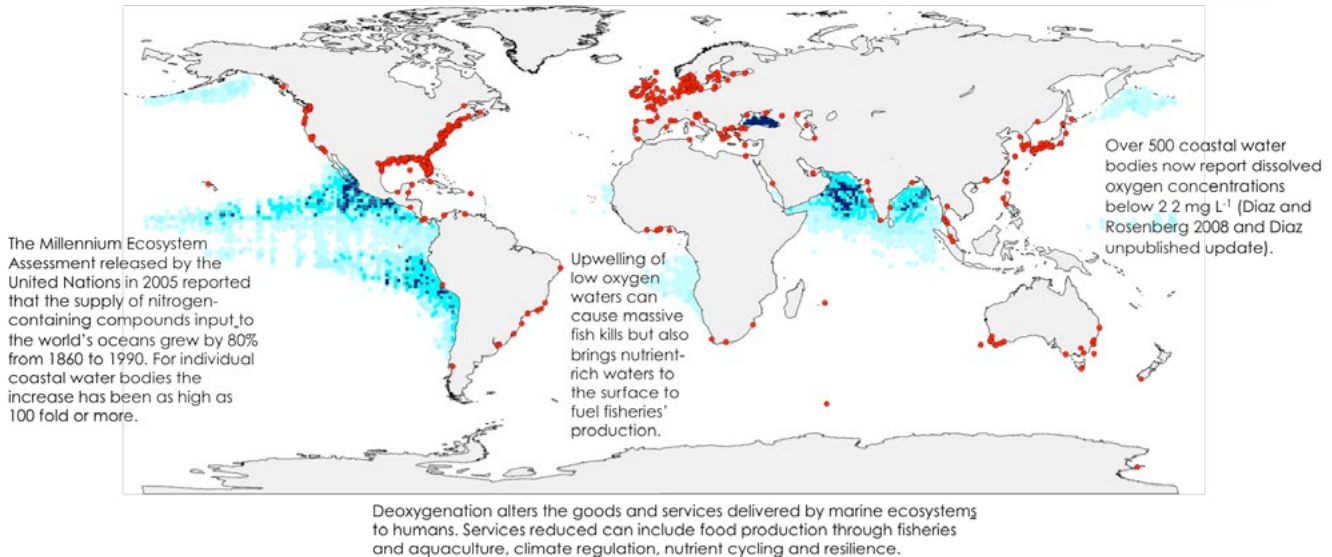 The Millennium Ecosystem
Assessment released by the
United Nations in 2005 reported
that the supply of nitrogen-
containing compounds input to
the world's oceans grew by 80%
from 1860 to 1990. For individual
coastal water bodies the
increase has been as high as
100 fold or more.
Upwelling of
low oxygen
waters can
cause massive
fish kills but also
brings nutrient-
rich waters to
the surface to
fuel fisheries'
production.
Over 500 coastal water
bodies now report dissolved
oxygen concentrations
below 2 2 mg L-1 (Diaz and
Rosenberg 2008 and Diaz
unpublished update).
Deoxygenation alters the goods and services delivered by marine ecosystems
to humans. Services reduced can include food production through fisheries
and aquaculture, climate regulation, nutrient cycling and resilience.